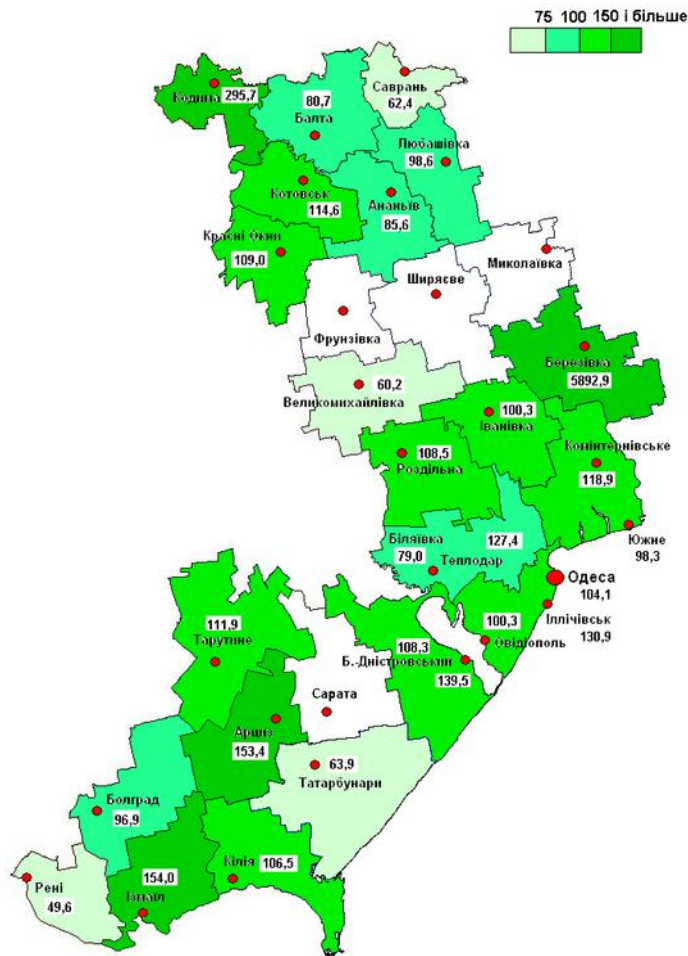 75 100 150 і більше
Саврань
62,4
Кодима 295,7
80,7
Балта
Любашівка
98,6
Котовськ
114,6
Ананьїв
85,6
Красні Окни
109,0
Миколаївка
Ширяєве
Фрунзівка
Березівка
5892,9
60,2
Великомихайлівка
100,3
Іванівка
108,5
Роздільна
Комінтернівське
118,9
Біляївка
79,0
127,4
Теплодар
Южне
98,3
Одеса
104,1
Іллічівськ
130,9
100,3
Овідіополь
108,3
Б.-Дністровський
139,5
111,9
Тарутине
Сарата
Арциз
153,4
63,9
Татарбунари
Болград
96,9
Кілія 106,5
154,0
Ізмаїл
Рені
49,6